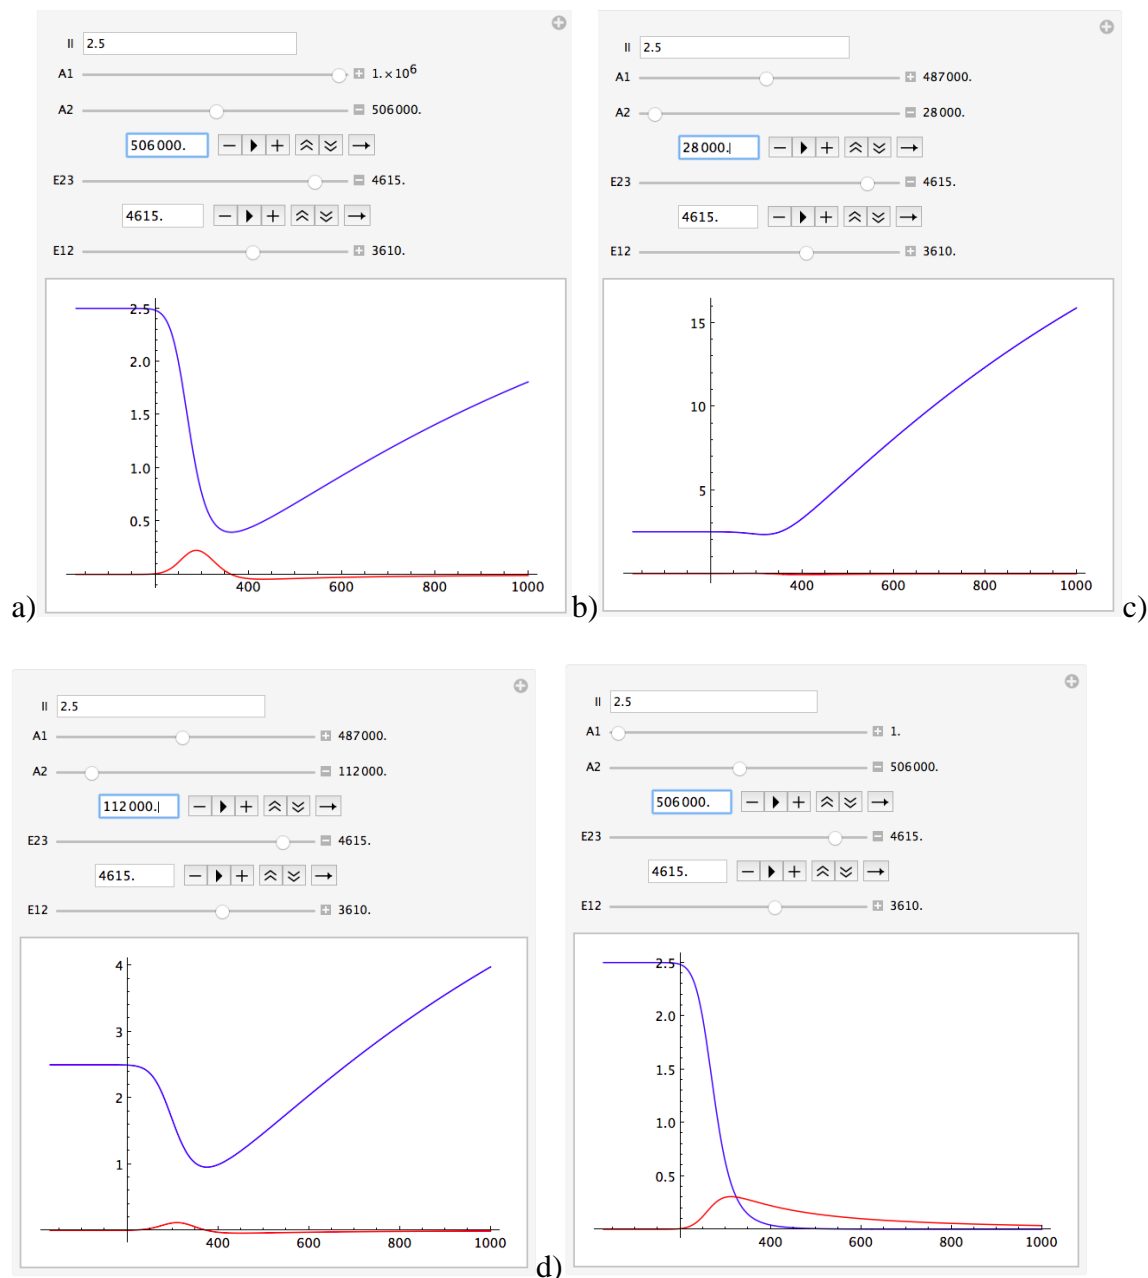 II 2.5
A1 1.×10⁶
A2 506000.
506000.
E23 4615.
4615.
E12 3610.
2.5
2.0
1.5
1.0
0.5
400 600 800 1000
a)
II 2.5
A1 487000.
A2 28000.
28000.
E23 4615.
4615.
E12 3610.
15
10
5
400 600 800 1000
b)
c)
II 2.5
A1 487000.
A2 112000.
112000.
E23 4615.
4615.
E12 3610.
4
3
2
1
400 600 800 1000
d)
II 2.5
A1 1.
A2 506000.
506000.
E23 4615.
4615.
E12 3610.
2.5
2.0
1.5
1.0
0.5
400 600 800 1000